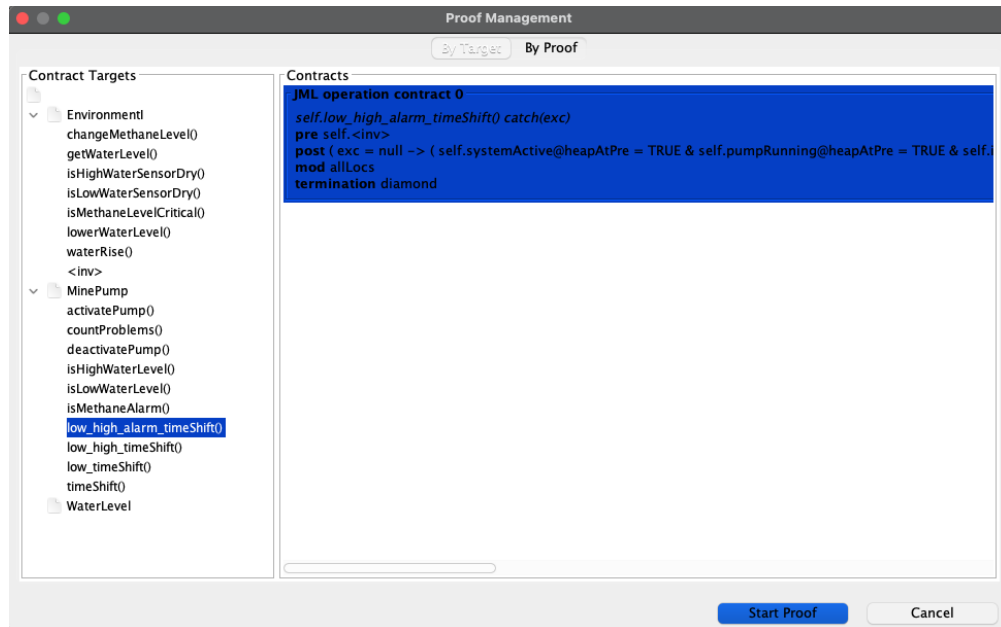 Proof Management
By Target By Proof
Contract Targets
EnvironmentI
changeMethaneLevel()
getWaterLevel()
isHighWaterSensorDry()
isLowWaterSensorDry()
isMethaneLevelCritical()
lowerWaterLevel()
waterRise()
<inv>
MinePump
activatePump()
countProblems()
deactivatePump()
isHighWaterLevel()
isLowWaterLevel()
isMethaneAlarm()
low_high_alarm_timeShift()
low_high_timeShift()
low_timeShift()
timeShift()
WaterLevel
Contracts
JML operation contract 0
self.low_high_alarm_timeShift() catch(exc)
pre self.<inv>
post ( exc = null -> ( self.systemActive@heapAtPre = TRUE & self.pumpRunning@heapAtPre = TRUE & self.i
mod allLocs
termination diamond
Start Proof Cancel